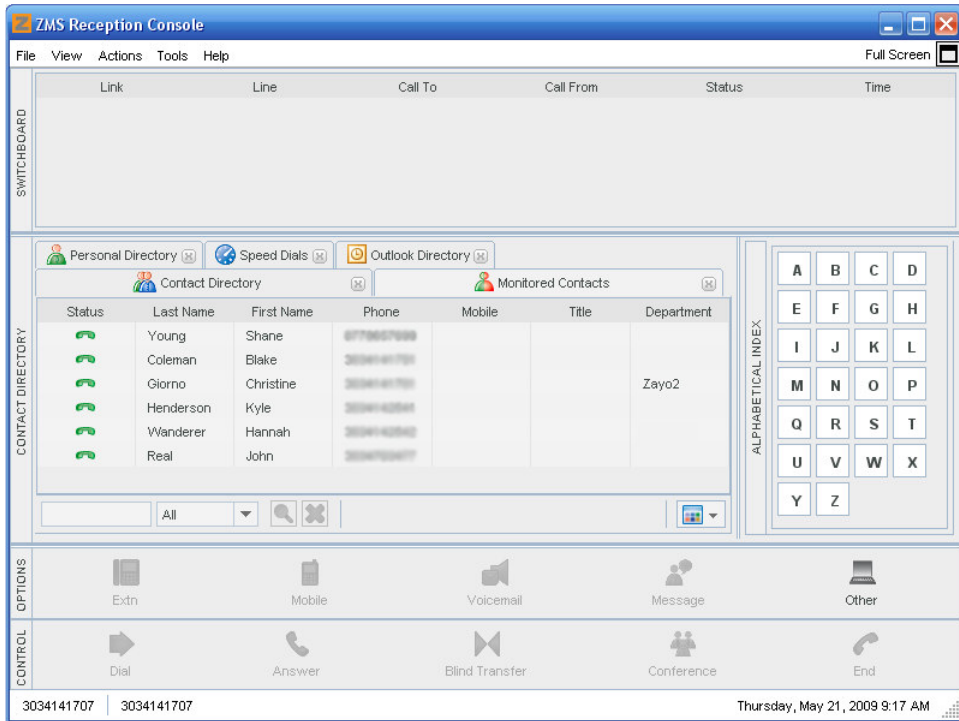 Z ZMS Reception Console
File View Actions Tools Help Full Screen
SWITCHBOARD
Link Line Call To Call From Status Time
CONTACT DIRECTORY
Personal Directory Speed Dials Outlook Directory
Contact Directory Monitored Contacts
Status Last Name First Name Phone Mobile Title Department
Young Shane
Coleman Blake
Giorno Christine Zayo2
Henderson Kyle
Wanderer Hannah
Real John
All
ALPHABETICAL INDEX
A B C D
E F G H
I J K L
M N O P
Q R S T
U V W X
Y Z
OPTIONS
Extn Mobile Voicemail Message Other
CONTROL
Dial Answer Blind Transfer Conference End
3034141707 3034141707 Thursday, May 21, 2009 9:17 AM